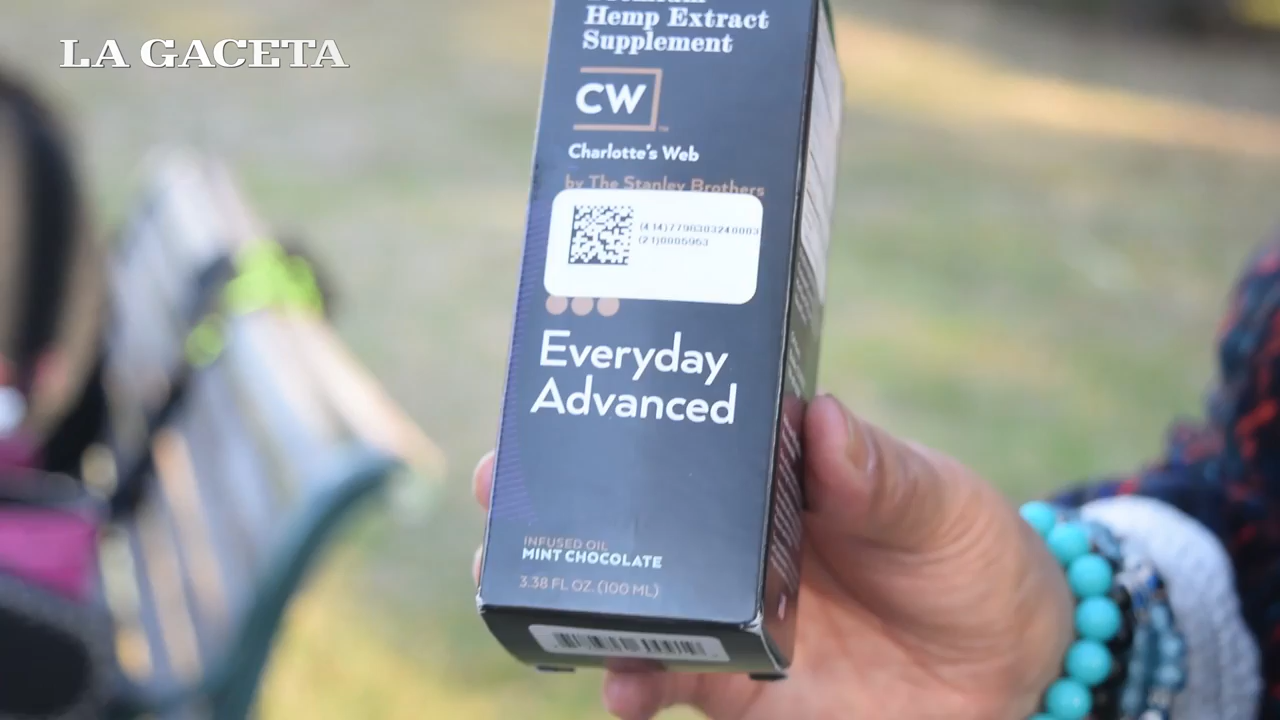 LA GACETA
Hemp Extract
Supplement
CW
Charlotte's Web
by The Stanley Brothers
Everyday
Advanced
INFUSED OIL
MINT CHOCOLATE
3.38 FL OZ. (100 ML)